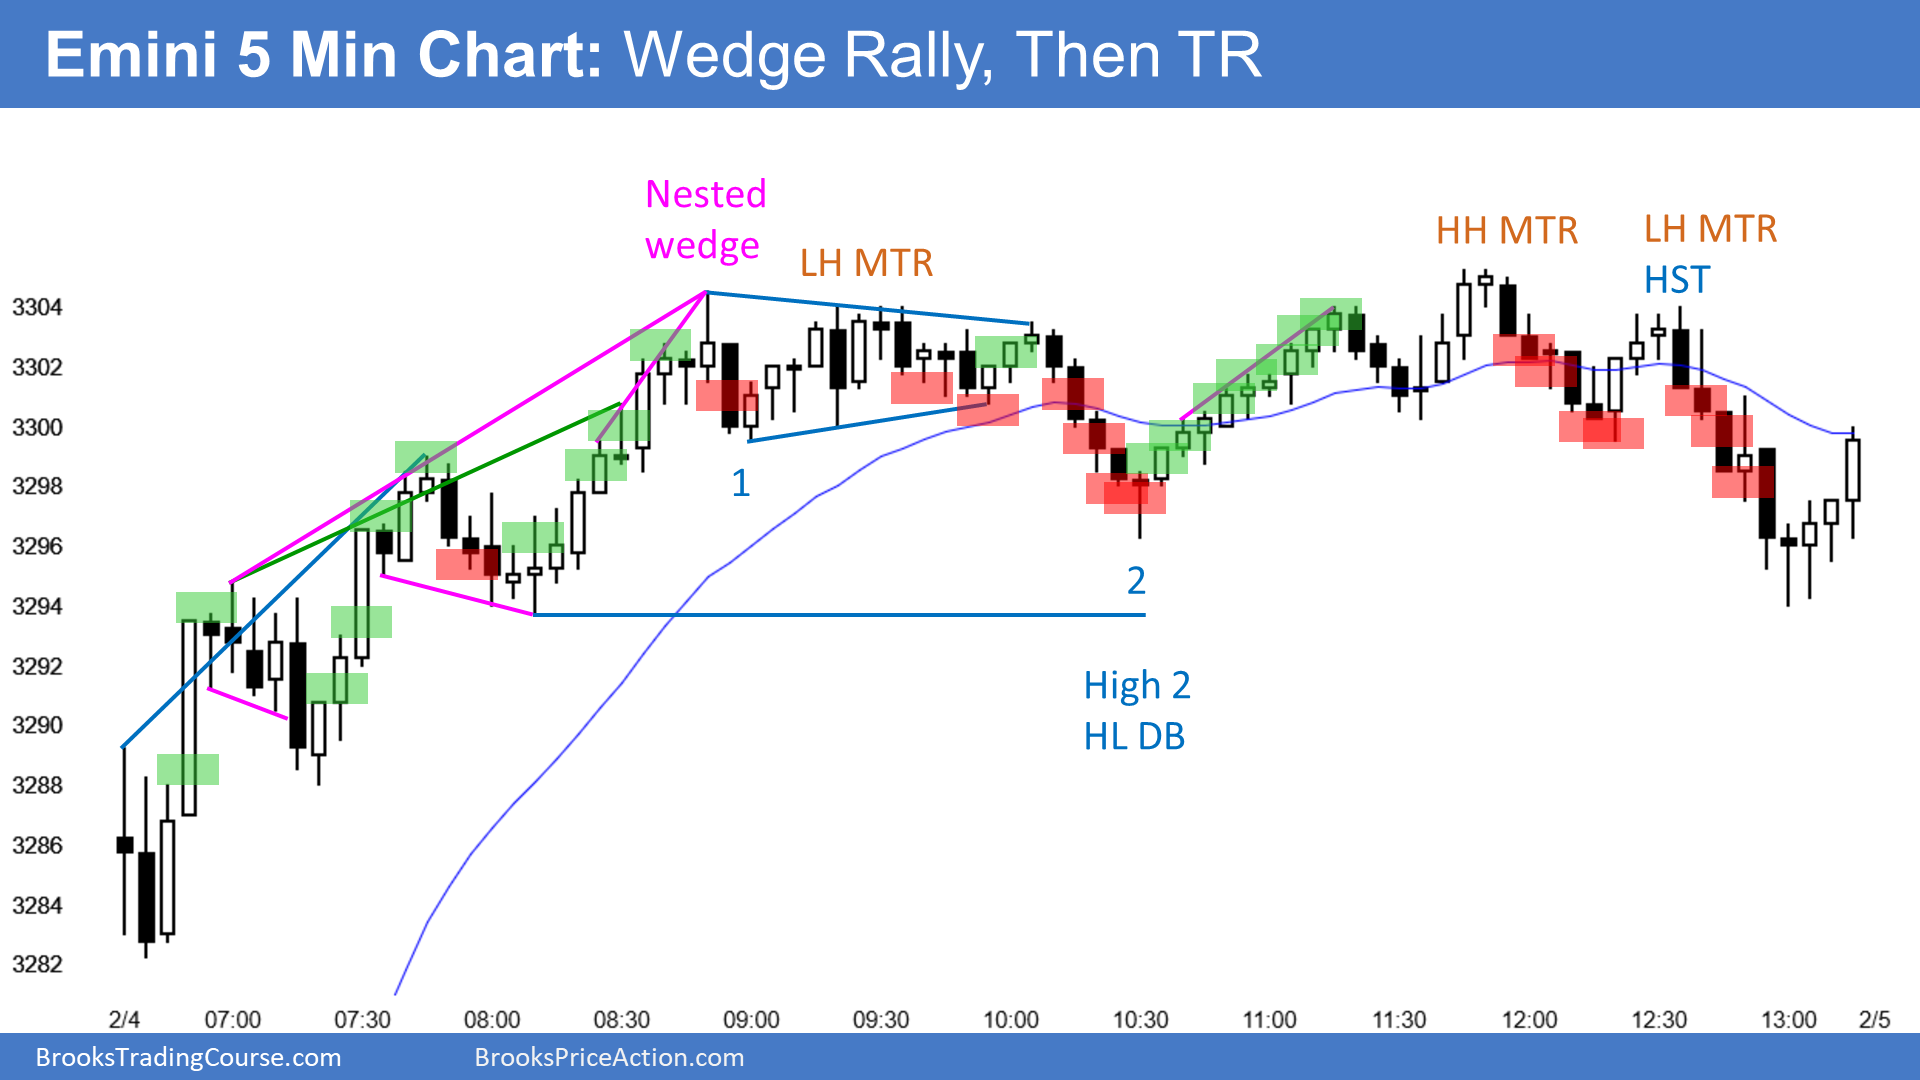 Emini 5 Min Chart: Wedge Rally, Then TR
Nested
wedge
LH MTR
HH MTR
LH MTR
HST
3304
3302
3300
3298
3296
3294
3292
3290
3288
3286
3284
3282
1
2
High 2
HL DB
2/4 07:00 07:30 08:00 08:30 09:00 09:30 10:00 10:30 11:00 11:30 12:00 12:30 13:00 2/5
BrooksTradingCourse.com BrooksPriceAction.com